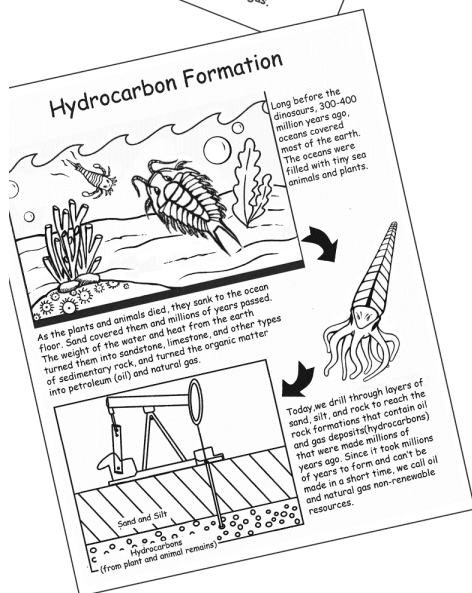 gas.
Hydrocarbon Formation
Long before the
dinosaurs, 300-400
million years ago,
oceans covered
most of the earth.
The oceans were
filled with tiny sea
animals and plants.
As the plants and animals died, they sank to the ocean
floor. Sand covered them and millions of years passed.
The weight of the water and heat from the earth
turned them into sandstone, limestone, and other types
of sedimentary rock, and turned the organic matter
into petroleum (oil) and natural gas.
Today we drill through layers of
sand, silt, and rock to reach the
rock formations that contain oil
and gas deposits(hydrocarbons)
that were made millions of
years ago. Since it took millions
of years to form and can't be
made in a short time, we call oil
and natural gas non-renewable
resources.
Sand and Silt
Hydrocarbons
(from plant and animal remains)